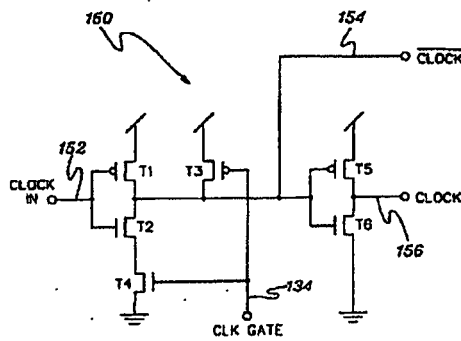 160
154
CLOCK
152
T1
T3
T5
CLOCK
IN
CLOCK
T2
T6
156
T4
134
CLK GATE